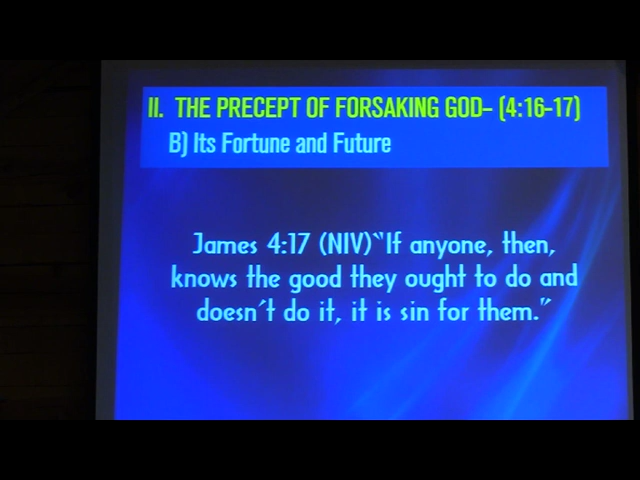 II. THE PRECEPT OF FORSAKING GOD- (4:16-17)
B) Its Fortune and Future
James 4:17 (NIV)"If anyone, then,
knows the good they ought to do and
doesn't do it, it is sin for them."